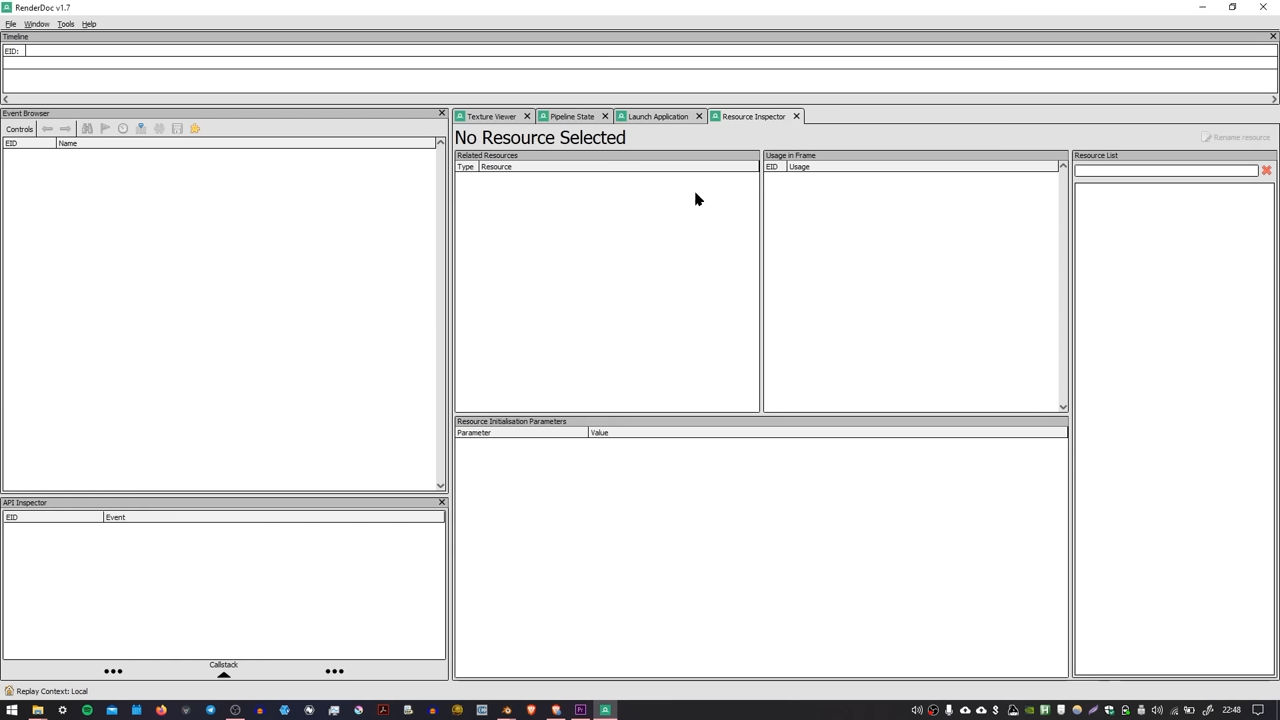 RenderDoc v1.7
File Window Tools Help
Timeline
EID:
Event Browser
Controls
EID Name
Texture Viewer Pipeline State Launch Application Resource Inspector
No Resource Selected
Rename resource
Related Resources
Type Resource
Usage in Frame
EID Usage
Resource List
Resource Initialisation Parameters
Parameter Value
API Inspector
EID Event
Callstack
Replay Context: Local
22:48